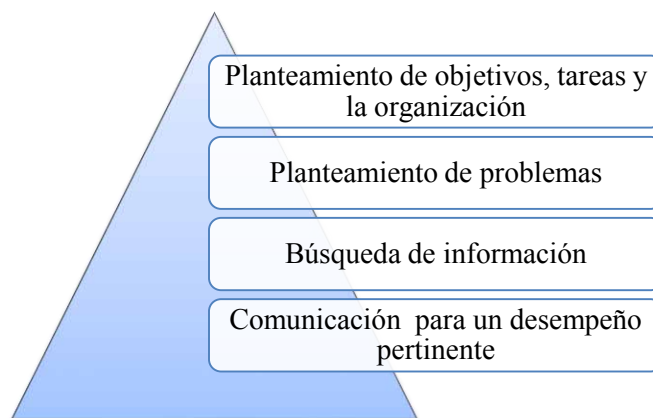 Planteamiento de objetivos, tareas y
la organización
Planteamiento de problemas
Búsqueda de información
Comunicación  para un desempeño
pertinente